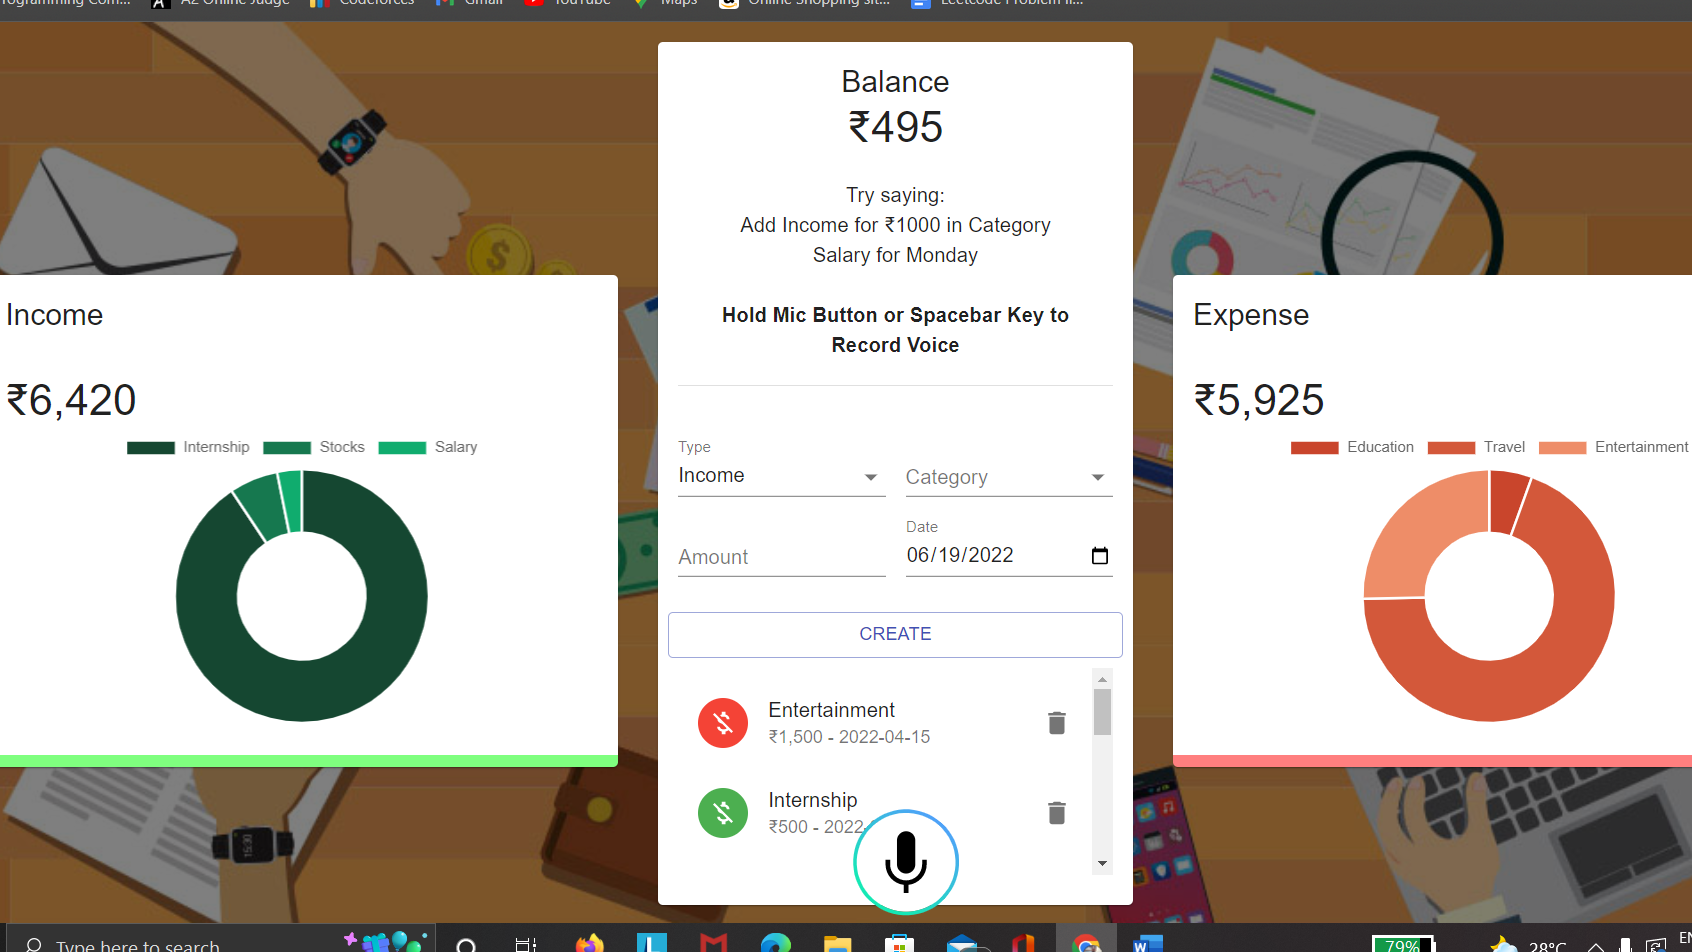 AZ Online Judge
Codeforces
Gmail
YouTube
Maps
Online Shopping sit...
Leetcode Problem li...
Balance
₹495
Try saying:
Add Income for ₹1000 in Category
Salary for Monday
Hold Mic Button or Spacebar Key to
Record Voice
Income
₹6,420
Internship
Stocks
Salary
Type
Income
Category
Amount
Date
06/19/2022
CREATE
Entertainment
₹1,500 - 2022-04-15
Internship
₹500 - 2022-
Expense
₹5,925
Education
Travel
Entertainment
15:30
Type here to search
79%
28°C